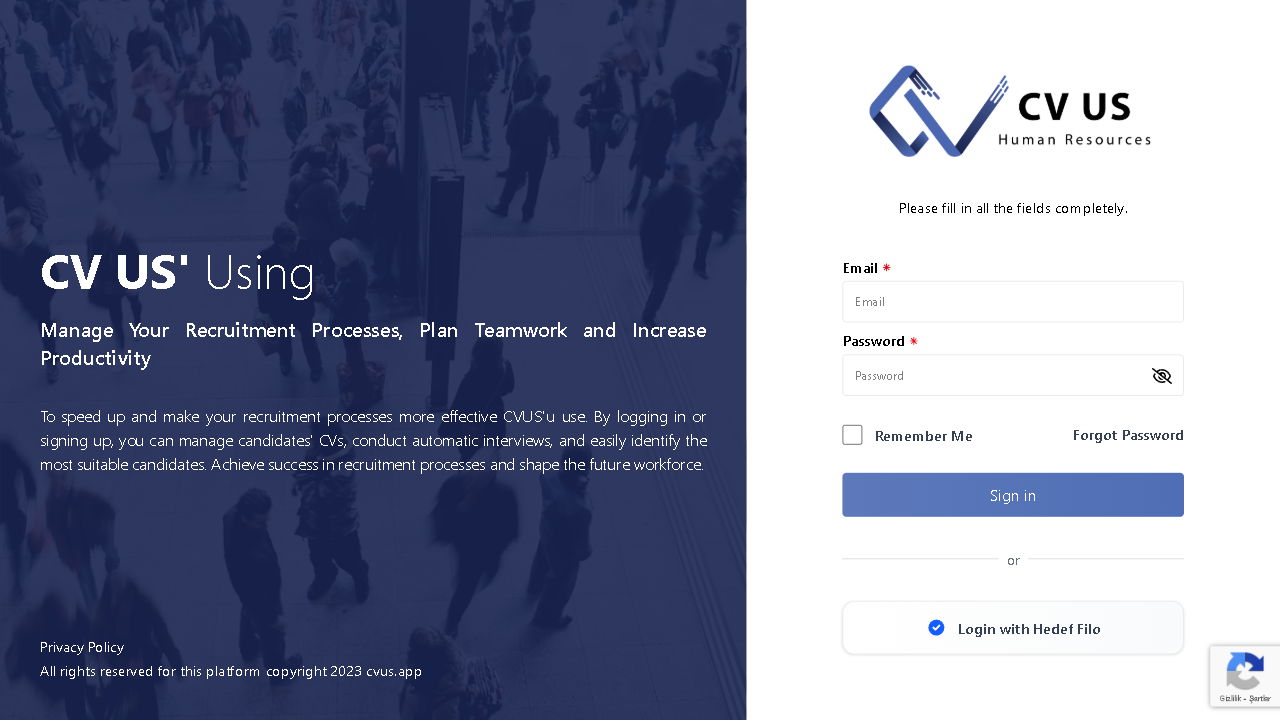 CV US' Using
Manage Your Recruitment Processes, Plan Teamwork and Increase
Productivity
To speed up and make your recruitment processes more effective CVUS'u use. By logging in or
signing up, you can manage candidates' CVs, conduct automatic interviews, and easily identify the
most suitable candidates. Achieve success in recruitment processes and shape the future workforce.
Privacy Policy
All rights reserved for this platform copyright 2023 cvus.app
CV US
Human Resources
Please fill in all the fields completely.
Email *
Email
Password *
Password
Remember Me
Forgot Password
Sign in
or
Login with Hedef Filo
Gizlilik - Şartlar